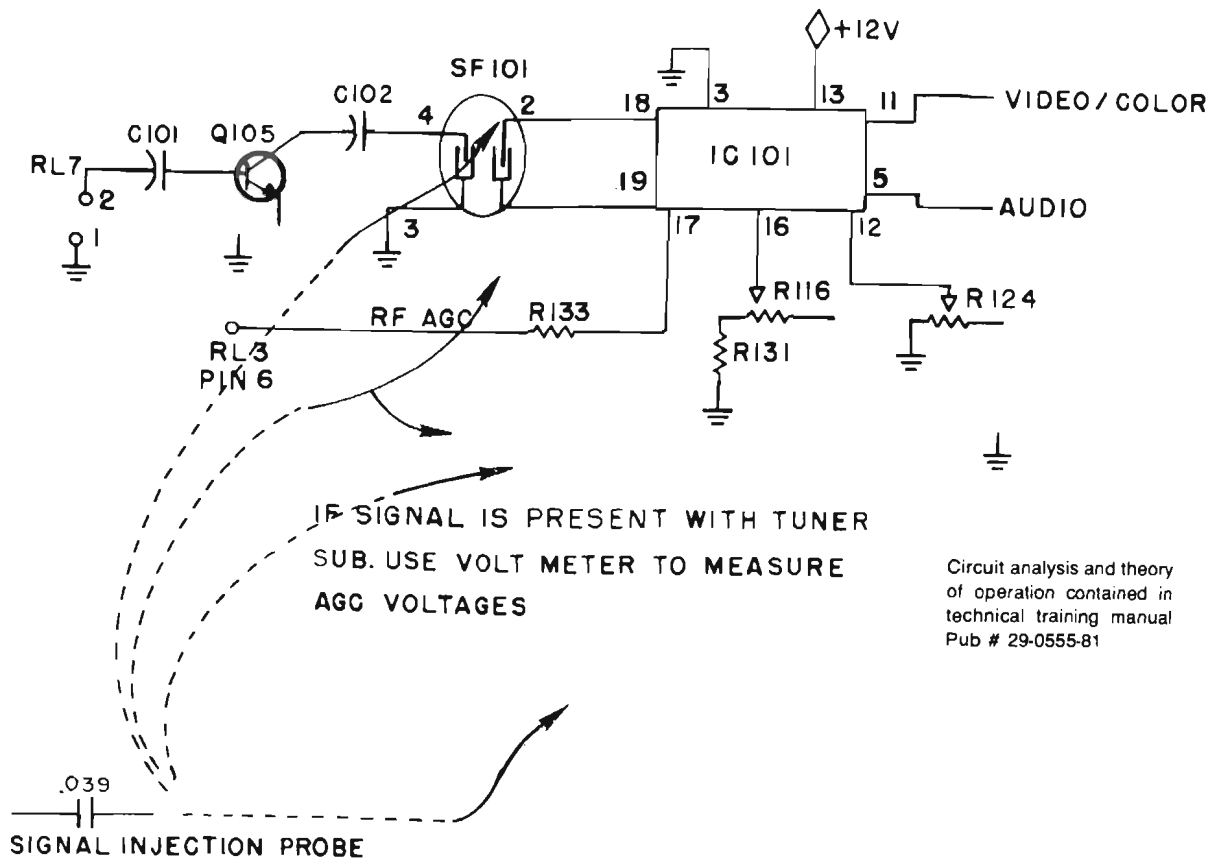 +12V
SF101
C102
4
2
18
3
13
11
VIDEO/COLOR
C101
Q105
IC101
RL7
2
19
5
1
3
17
16
12
AUDIO
R116
R124
RF AGC
R133
RL3
PIN 6
R131
IF SIGNAL IS PRESENT WITH TUNER
SUB. USE VOLT METER TO MEASURE
AGC VOLTAGES
Circuit analysis and theory
of operation contained in
technical training manual
Pub # 29-0555-81
.039
SIGNAL INJECTION PROBE